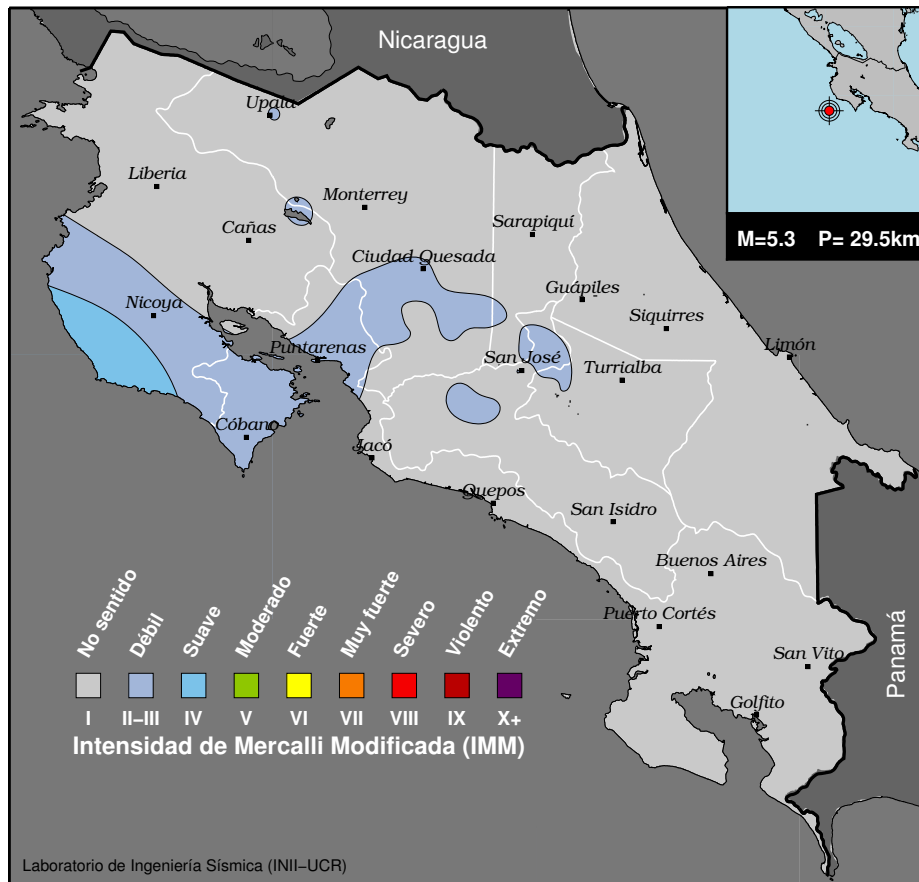 Nicaragua
M=5.3 P= 29.5km
Upala
Liberia
Monterrey
Cañas
Sarapiquí
Ciudad Quesada
Guápiles
Nicoya
Siquirres
Limón
Puntarenas
San José
Turrialba
Cóbano
Jacó
Quepos
San Isidro
Buenos Aires
Puerto Cortés
San Vito
Golfito
Panamá
No sentido
Débil
Suave
Moderado
Fuerte
Muy fuerte
Severo
Violento
Extremo
I II–III IV V VI VII VIII IX X+
Intensidad de Mercalli Modificada (IMM)
Laboratorio de Ingeniería Sísmica (INII–UCR)